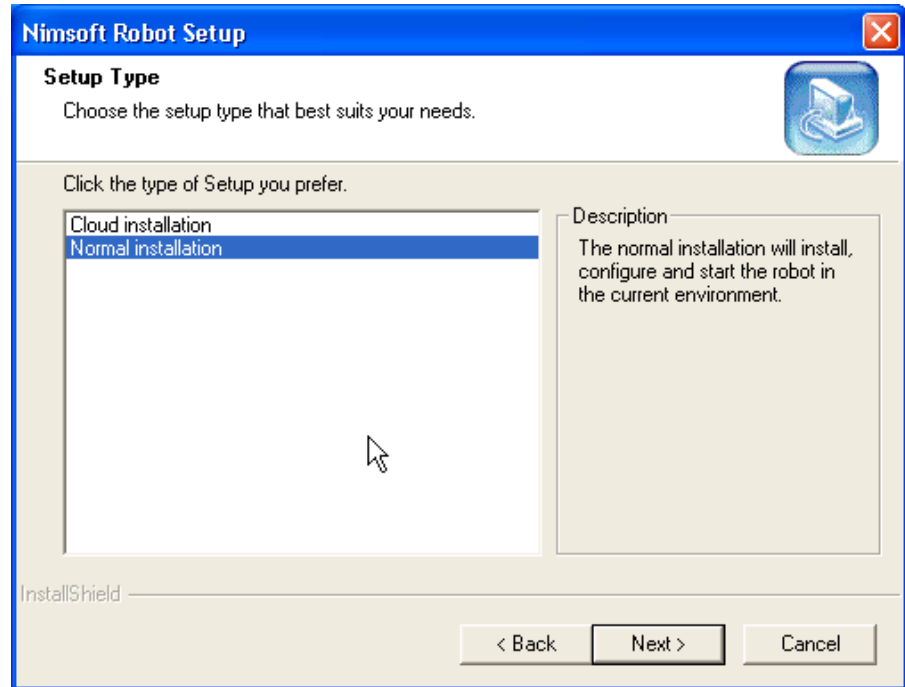 Nimsoft Robot Setup
Setup Type
Choose the setup type that best suits your needs.
Click the type of Setup you prefer.
Cloud installation
Normal installation
Description
The normal installation will install,
configure and start the robot in
the current environment.
InstallShield
< Back
Next >
Cancel